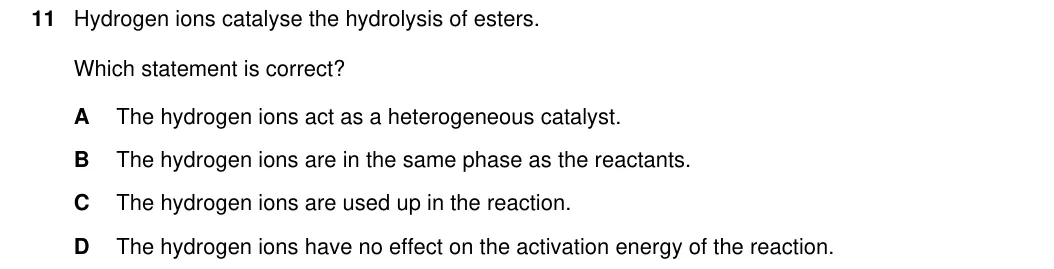 11 Hydrogen ions catalyse the hydrolysis of esters.
Which statement is correct?
A The hydrogen ions act as a heterogeneous catalyst.
B The hydrogen ions are in the same phase as the reactants.
C The hydrogen ions are used up in the reaction.
D The hydrogen ions have no effect on the activation energy of the reaction.